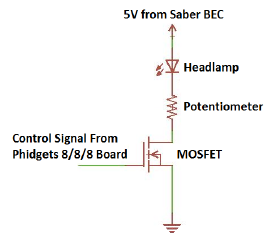 5V from Saber BEC
Headlamp
Potentiometer
Control Signal From
Phidgets 8/8/8 Board
MOSFET